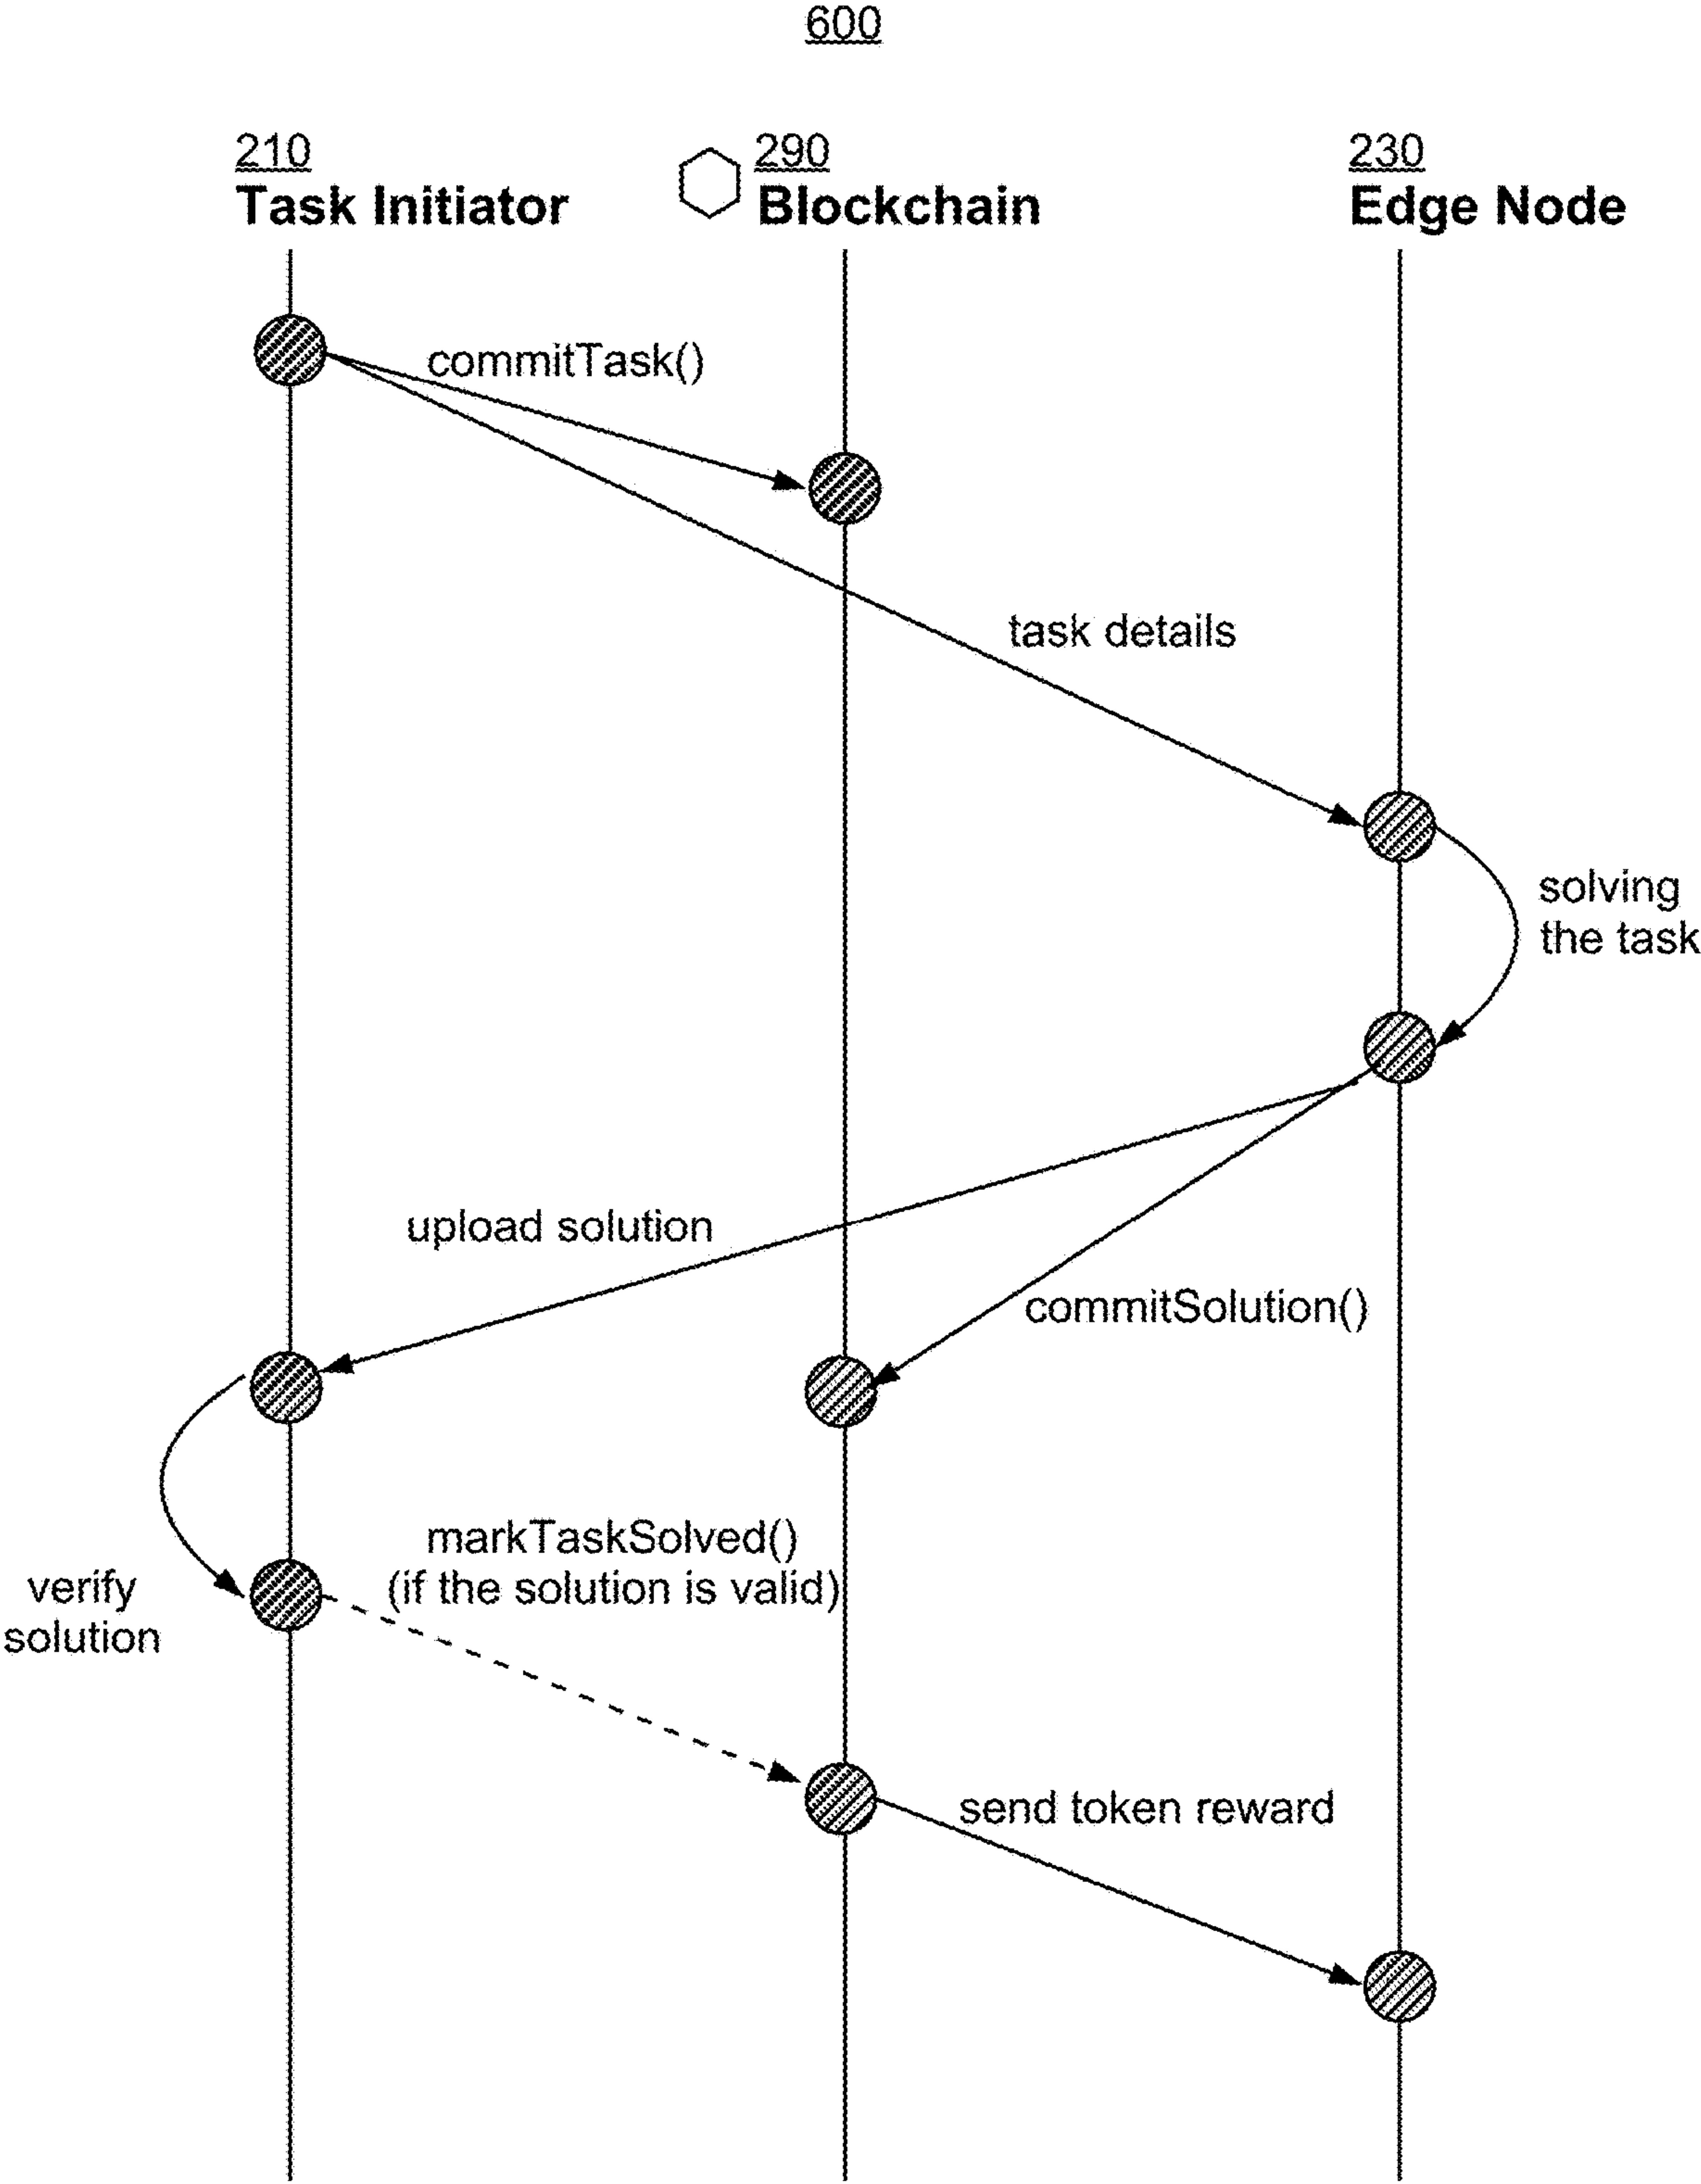 600
210
Task Initiator
290
Blockchain
230
Edge Node
commitTask()
task details
solving
the task
upload solution
commitSolution()
markTaskSolved()
(if the solution is valid)
verify
solution
send token reward